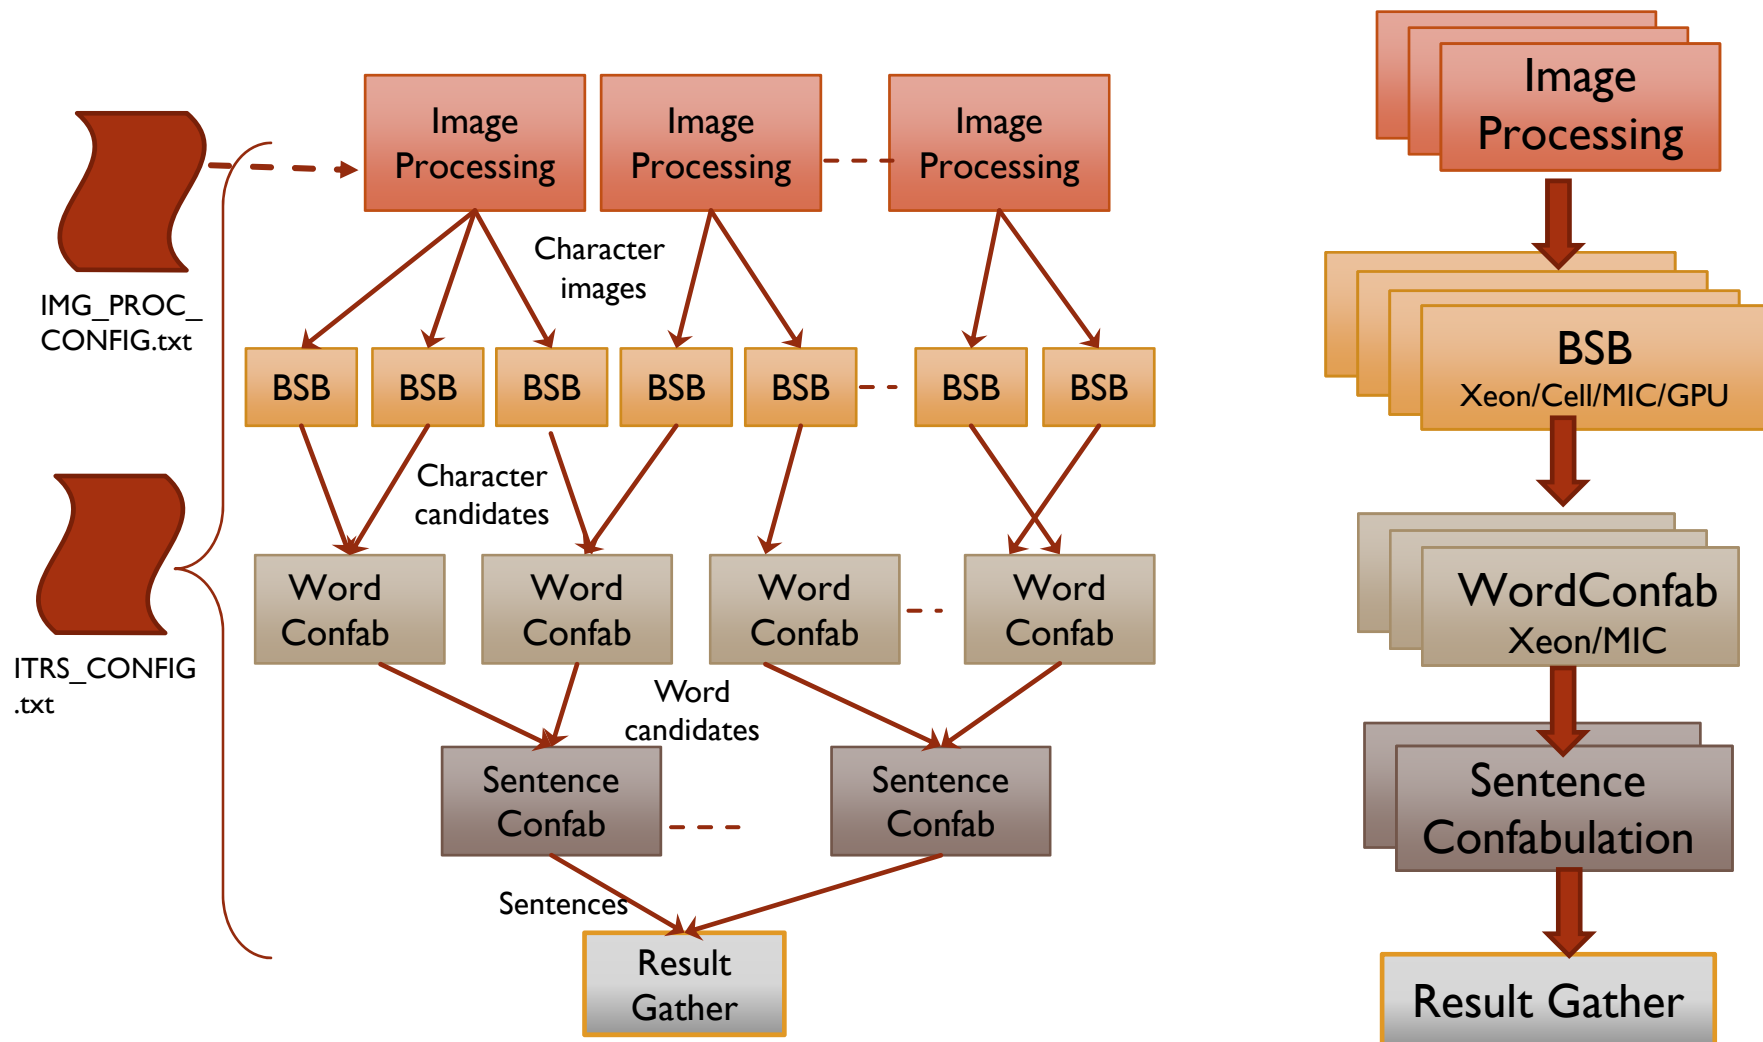 Image
Processing
Image
Processing
Image
Processing
IMG_PROC_
CONFIG.txt
Character
images
BSB
BSB
BSB
BSB
BSB
BSB
BSB
Character
candidates
ITRS_CONFIG
.txt
Word
Confab
Word
Confab
Word
Confab
Word
Confab
Word
candidates
Sentence
Confab
Sentence
Confab
Sentences
Result
Gather
Image
Processing
BSB
Xeon/Cell/MIC/GPU
WordConfab
Xeon/MIC
Sentence
Confabulation
Result Gather